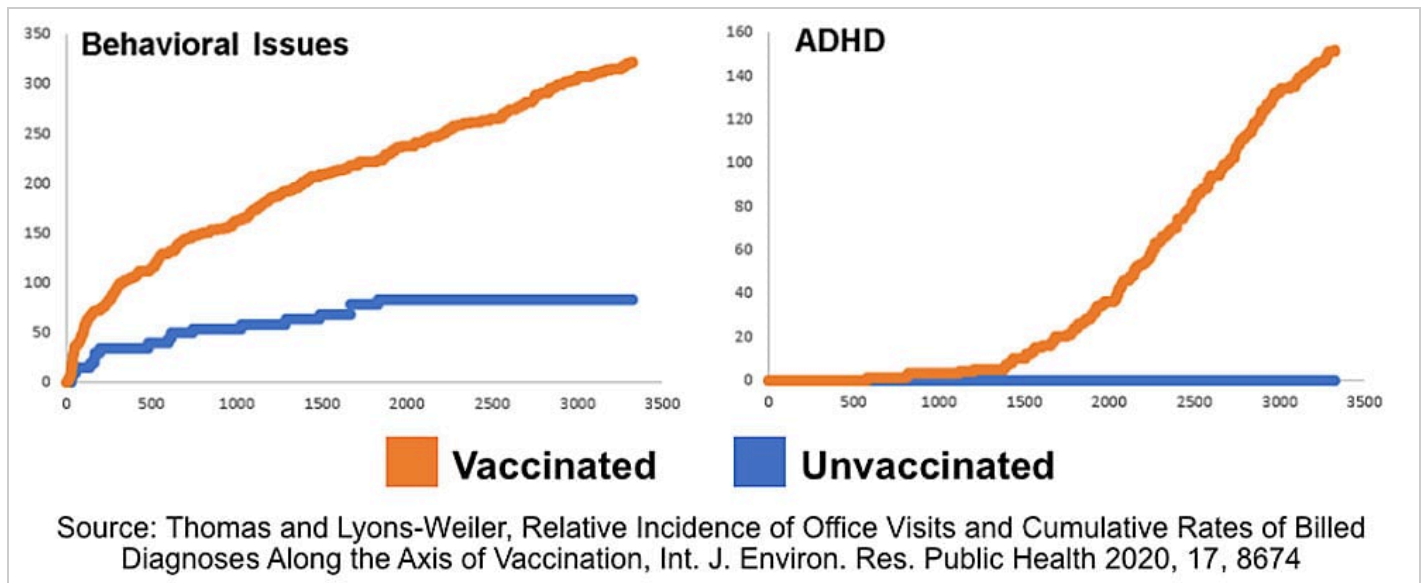 Behavioral Issues
350
300
250
200
150
100
50
0
0 500 1000 1500 2000 2500 3000 3500
ADHD
160
140
120
100
80
60
40
20
0
0 500 1000 1500 2000 2500 3000 3500
Vaccinated Unvaccinated
Source: Thomas and Lyons-Weiler, Relative Incidence of Office Visits and Cumulative Rates of Billed
Diagnoses Along the Axis of Vaccination, Int. J. Environ. Res. Public Health 2020, 17, 8674